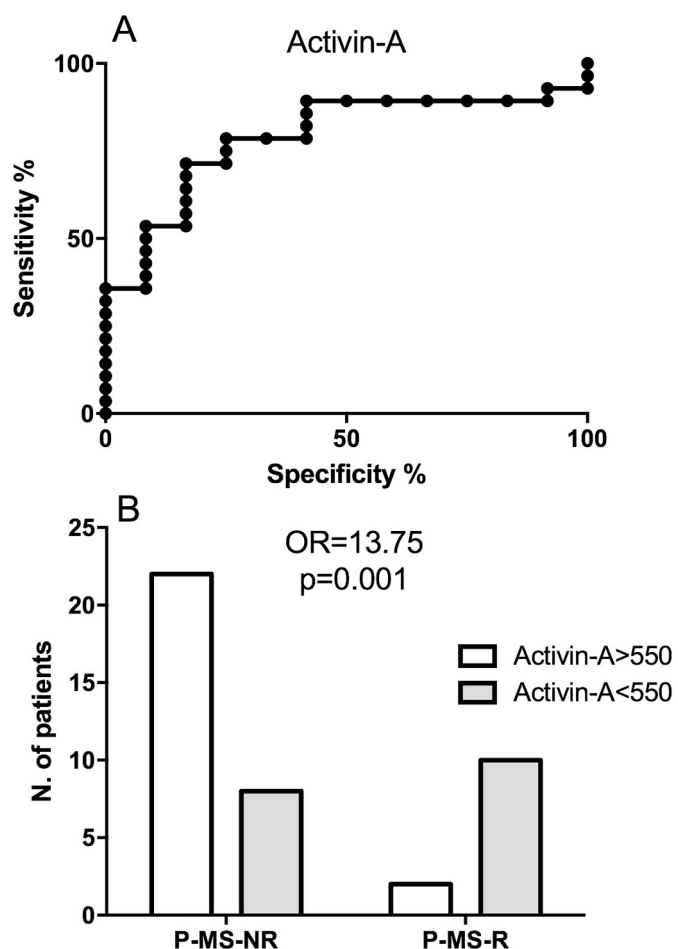 A
Activin-A
100
50
0
Sensitivity %
0
50
100
Specificity %
B
OR=13.75
p=0.001
25
20
15
10
5
0
N. of patients
Activin-A>550
Activin-A<550
P-MS-NR
P-MS-R